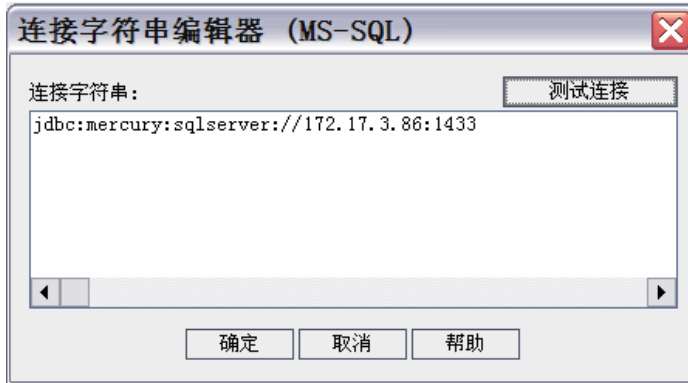 连接字符串编辑器 (MS-SQL)
连接字符串:
测试连接
jdbc:mercury:sqlserver://172.17.3.86:1433
确定
取消
帮助